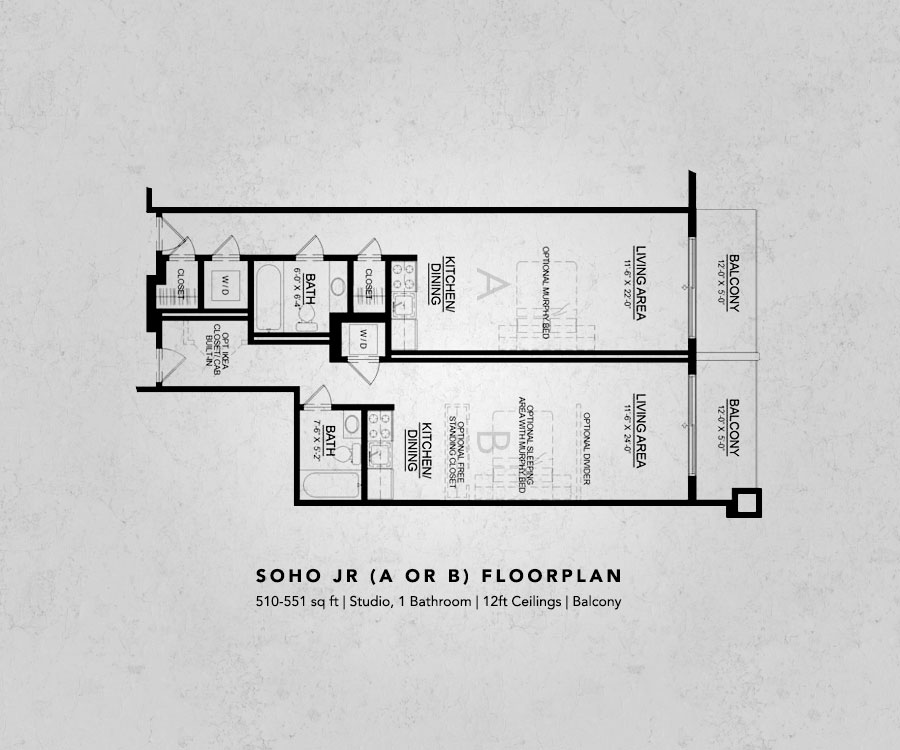 CLOSET
W/D
BATH
6'-0" X 6'-4"
CLOSET
KITCHEN/
DINING
A
OPTIONAL MURPHY BED
LIVING AREA
11'-6" X 22'-0"
BALCONY
12'-0" X 5'-0"
OPT. IKEA
CLOSET/ CAB
BUILT-IN
W/D
BATH
7'-6" X 5'-2"
KITCHEN/
DINING
OPTIONAL FREE
STANDING CLOSET
B
OPTIONAL SLEEPING
AREA WITH MURPHY BED
OPTIONAL DIVIDER
LIVING AREA
11'-6" X 24'-0"
BALCONY
12'-0" X 5'-0"
SOHO JR (A OR B) FLOORPLAN
510-551 sq ft | Studio, 1 Bathroom | 12ft Ceilings | Balcony